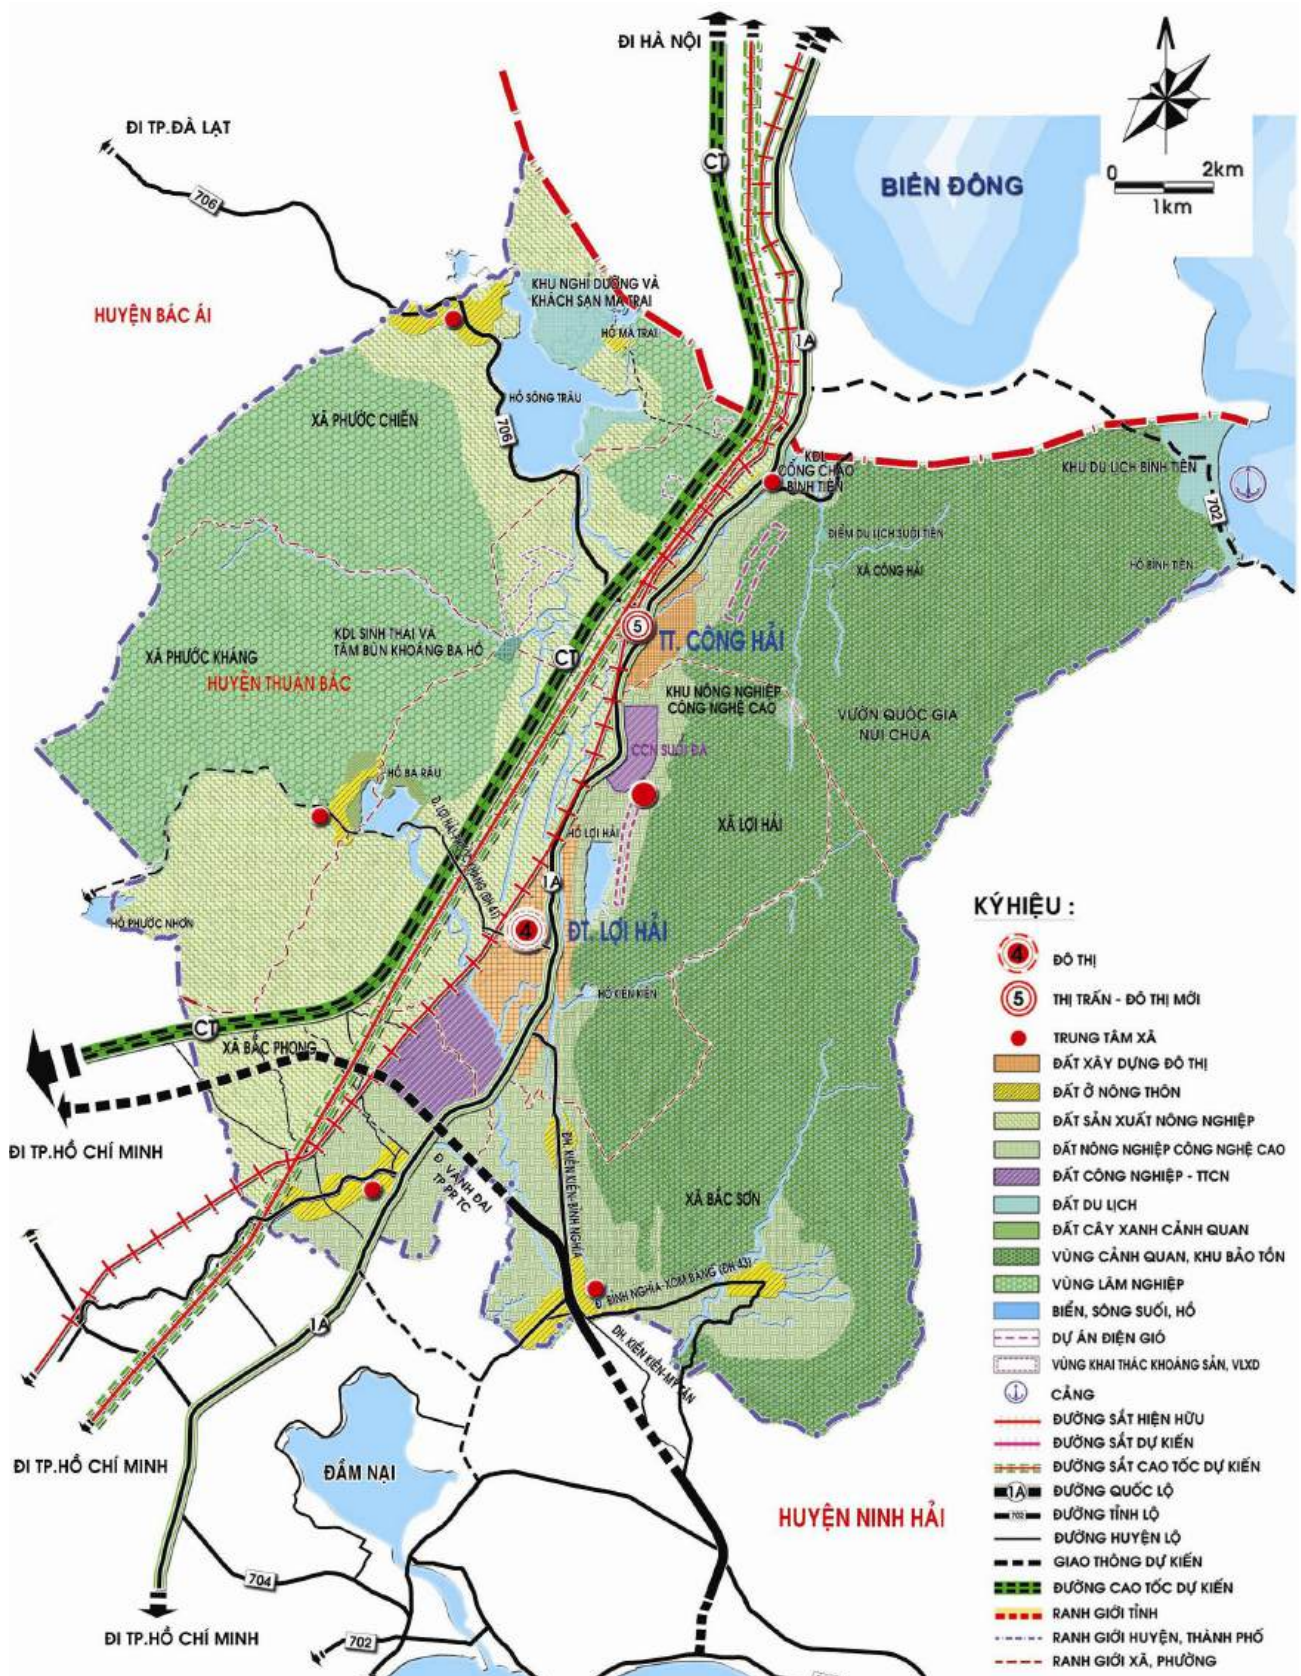 ĐI HÀ NỘI
ĐI TP.ĐÀ LẠT
706
CT
BIỂN ĐÔNG
0
2km
1km
HUYỆN BÁC ÁI
KHU NGHỈ DƯỠNG VÀ
KHÁCH SẠN MA TRAI
HỒ MA TRAI
1A
HỒ SÔNG TRÂU
XÃ PHƯỚC CHIẾN
706
KDL
CỔNG CHÀO
BÌNH TIÊN
KHU DU LỊCH BÌNH TIÊN
702
ĐIỂM DU LỊCH SUỐI TIÊN
XÃ CÔNG HẢI
HỒ BÌNH TIÊN
5
TT. CÔNG HẢI
KDL SINH THÁI VÀ
TẮM BÙN KHOÁNG BA HỒ
CT
XÃ PHƯỚC KHÁNG
HUYỆN THUẬN BẮC
KHU NÔNG NGHIỆP
CÔNG NGHỆ CAO
VƯỜN QUỐC GIA
NÚI CHÚA
CCN SUỐI ĐÁ
HỒ BA RÂU
XÃ LỢI HẢI
HỒ LỢI HẢI
1A
4
ĐT. LỢI HẢI
HỒ PHƯỚC NHƠN
HỒ KIỀN KIỀN
CT
XÃ BẮC PHONG
ĐI TP.HỒ CHÍ MINH
Đ. VÀNH ĐAI
TP PR TC
ĐH. KIỀN KIỀN-BỈNH NGHĨA
XÃ BẮC SƠN
Đ. BỈNH NGHĨA-XÓM BẰNG (ĐH 43)
ĐH. KIỀN KIỀN-MỸ TÂN
1A
ĐI TP.HỒ CHÍ MINH
ĐẦM NẠI
HUYỆN NINH HẢI
704
702
ĐI TP.HỒ CHÍ MINH
KÝ HIỆU :
4 ĐÔ THỊ
5 THỊ TRẤN - ĐÔ THỊ MỚI
TRUNG TÂM XÃ
ĐẤT XÂY DỰNG ĐÔ THỊ
ĐẤT Ở NÔNG THÔN
ĐẤT SẢN XUẤT NÔNG NGHIỆP
ĐẤT NÔNG NGHIỆP CÔNG NGHỆ CAO
ĐẤT CÔNG NGHIỆP - TTCN
ĐẤT DU LỊCH
ĐẤT CÂY XANH CẢNH QUAN
VÙNG CẢNH QUAN, KHU BẢO TỒN
VÙNG LÂM NGHIỆP
BIỂN, SÔNG SUỐI, HỒ
DỰ ÁN ĐIỆN GIÓ
VÙNG KHAI THÁC KHOÁNG SẢN, VLXD
CẢNG
ĐƯỜNG SẮT HIỆN HỮU
ĐƯỜNG SẮT DỰ KIẾN
ĐƯỜNG SẮT CAO TỐC DỰ KIẾN
1A ĐƯỜNG QUỐC LỘ
702 ĐƯỜNG TỈNH LỘ
ĐƯỜNG HUYỆN LỘ
GIAO THÔNG DỰ KIẾN
ĐƯỜNG CAO TỐC DỰ KIẾN
RANH GIỚI TỈNH
RANH GIỚI HUYỆN, THÀNH PHỐ
RANH GIỚI XÃ, PHƯỜNG